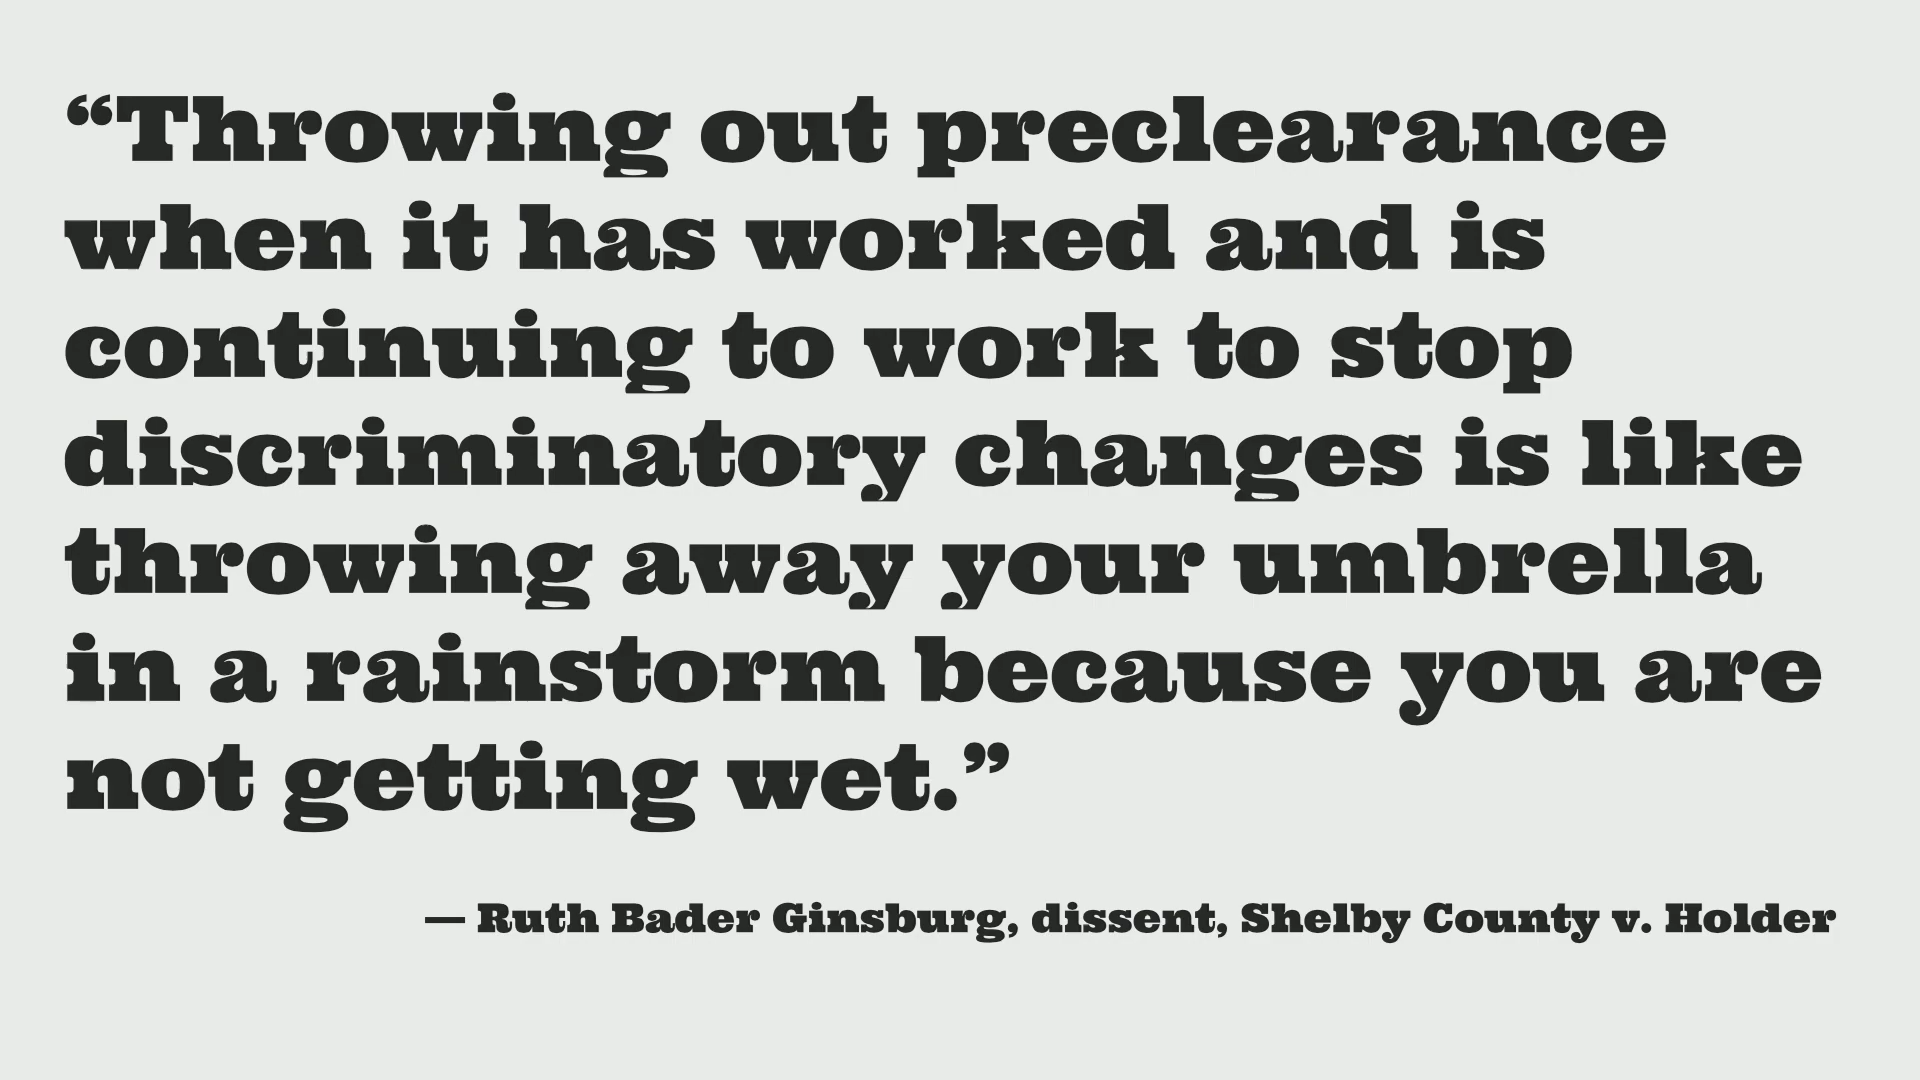 “Throwing out preclearance
when it has worked and is
continuing to work to stop
discriminatory changes is like
throwing away your umbrella
in a rainstorm because you are
not getting wet.”
— Ruth Bader Ginsburg, dissent, Shelby County v. Holder